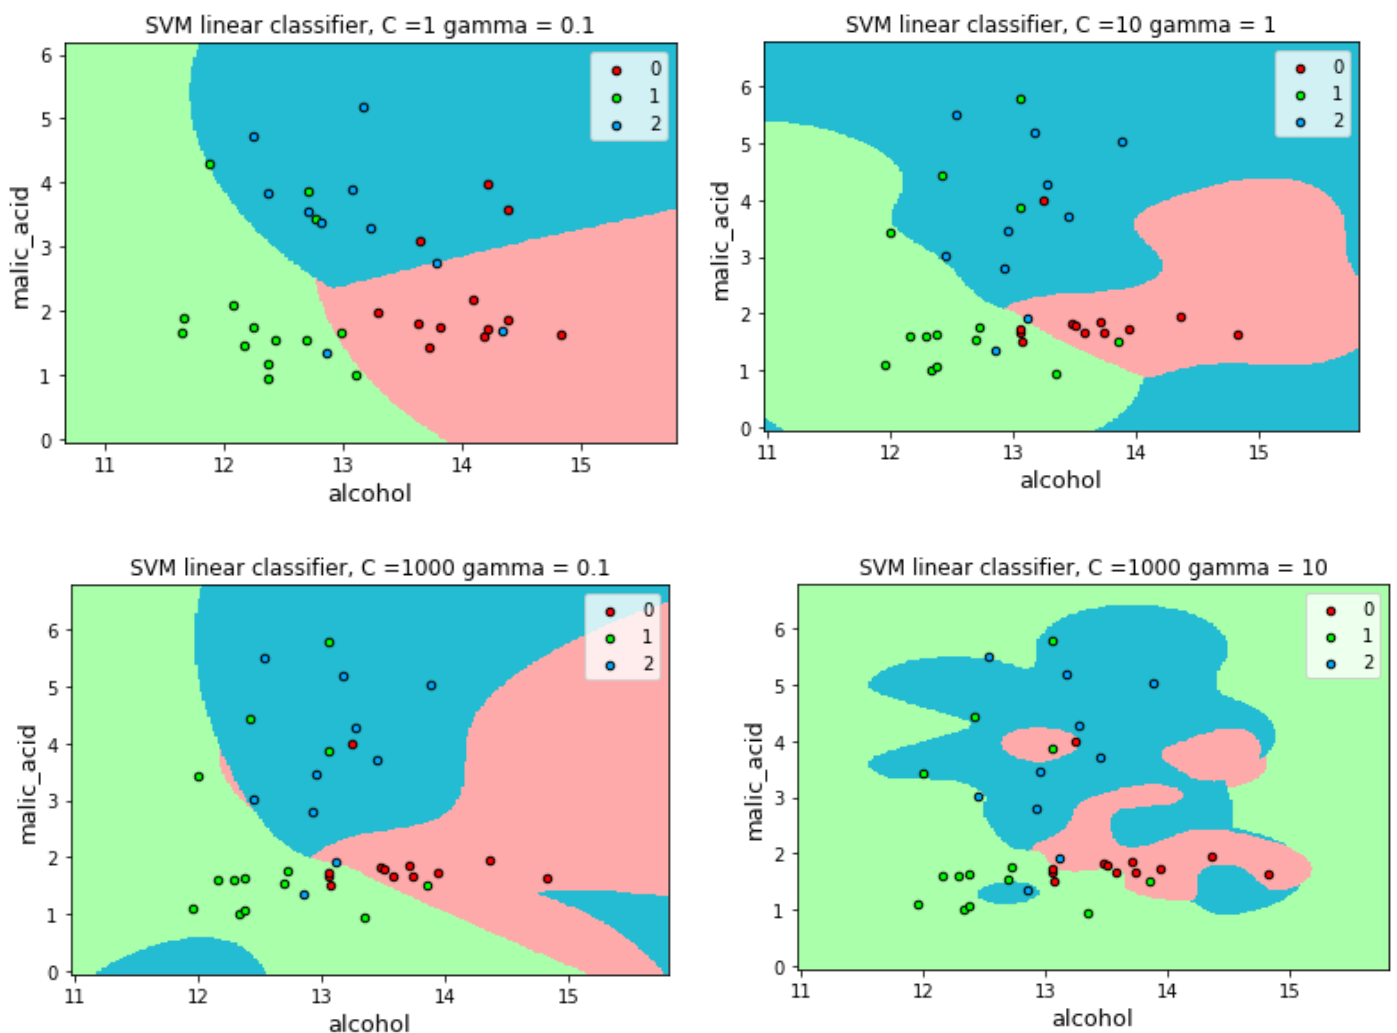 SVM linear classifier, C =1 gamma = 0.1
6
5
4
3
2
1
0
malic_acid
11 12 13 14 15
alcohol
0
1
2
SVM linear classifier, C =10 gamma = 1
6
5
4
3
2
1
0
malic_acid
11 12 13 14 15
alcohol
0
1
2
SVM linear classifier, C =1000 gamma = 0.1
6
5
4
3
2
1
0
malic_acid
11 12 13 14 15
alcohol
0
1
2
SVM linear classifier, C =1000 gamma = 10
6
5
4
3
2
1
0
malic_acid
11 12 13 14 15
alcohol
0
1
2